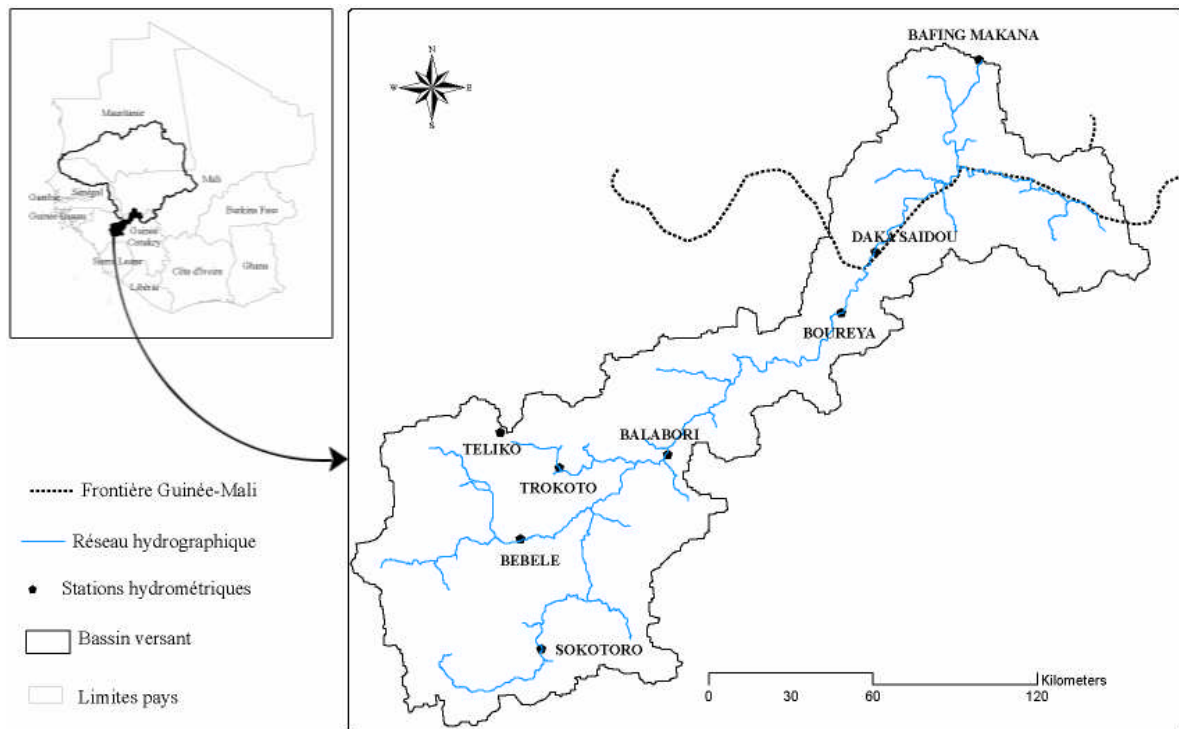 Mauritanie
Sénégal
Gambie
Mali
Burkina Faso
Guinée
Conakry
Sierra Leone
Côte d'Ivoire
Ghana
Libéria
Frontière Guinée-Mali
Réseau hydrographique
Stations hydrométriques
Bassin versant
Limites pays
N
W
E
S
BAFING MAKANA
DAKA SAIDOU
BOUREYA
BALABORI
TELIKO
TROKOTO
BEBELE
SOKOTORO
Kilometers
0 30 60 120